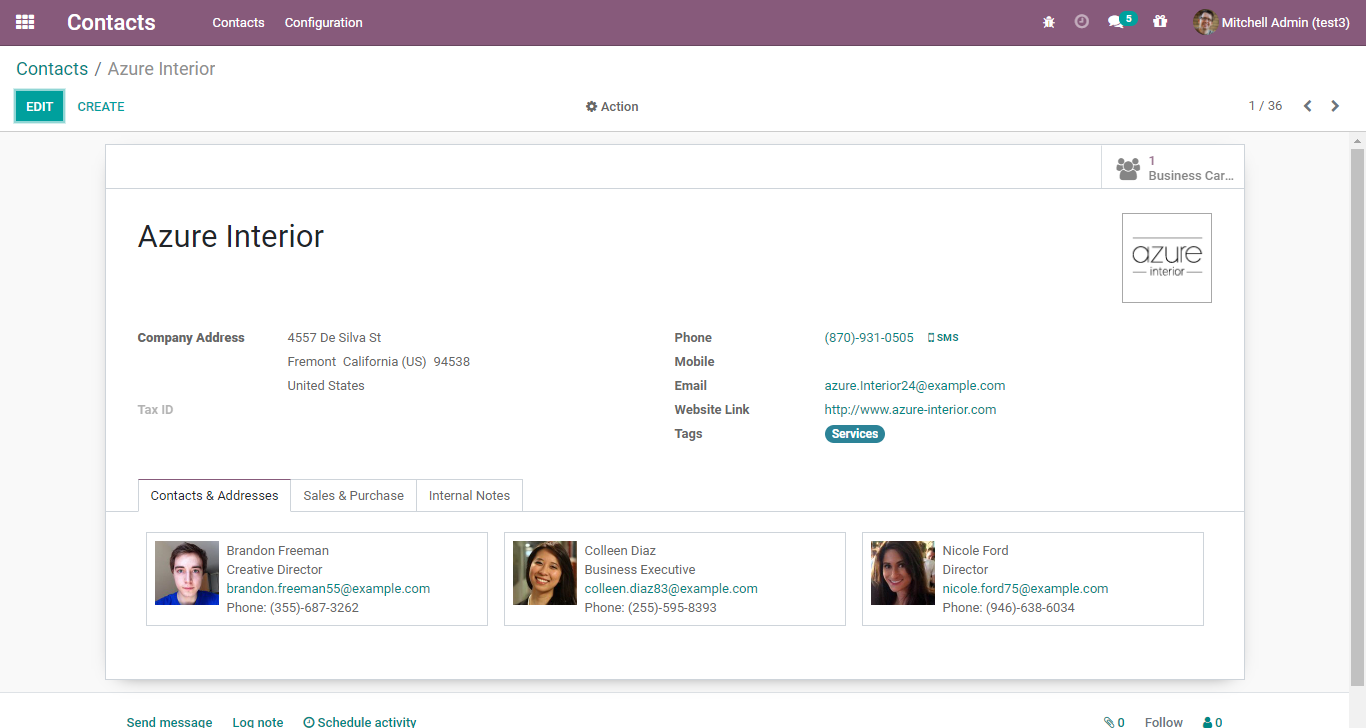 Contacts
Contacts Configuration
5
Mitchell Admin (test3)
Contacts / Azure Interior
EDIT CREATE
Action
1 / 36
1
Business Car...
Azure Interior
azure
interior
Company Address
4557 De Silva St
Fremont California (US) 94538
United States
Tax ID
Phone (870)-931-0505 SMS
Mobile
Email azure.Interior24@example.com
Website Link http://www.azure-interior.com
Tags Services
Contacts & Addresses Sales & Purchase Internal Notes
Brandon Freeman
Creative Director
brandon.freeman55@example.com
Phone: (355)-687-3262
Colleen Diaz
Business Executive
colleen.diaz83@example.com
Phone: (255)-595-8393
Nicole Ford
Director
nicole.ford75@example.com
Phone: (946)-638-6034
Send message Log note Schedule activity
0 Follow 0